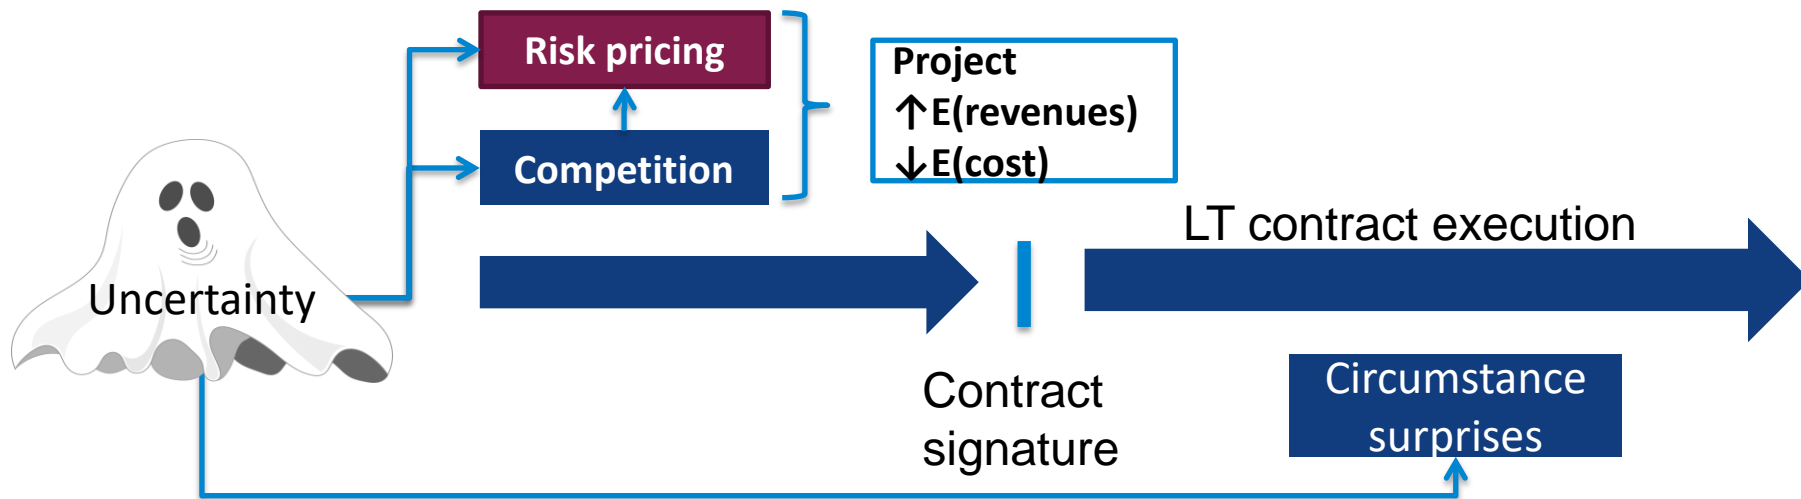 Risk pricing
Competition
Project
↑E(revenues)
↓E(cost)
Uncertainty
LT contract execution
Contract
signature
Circumstance
surprises